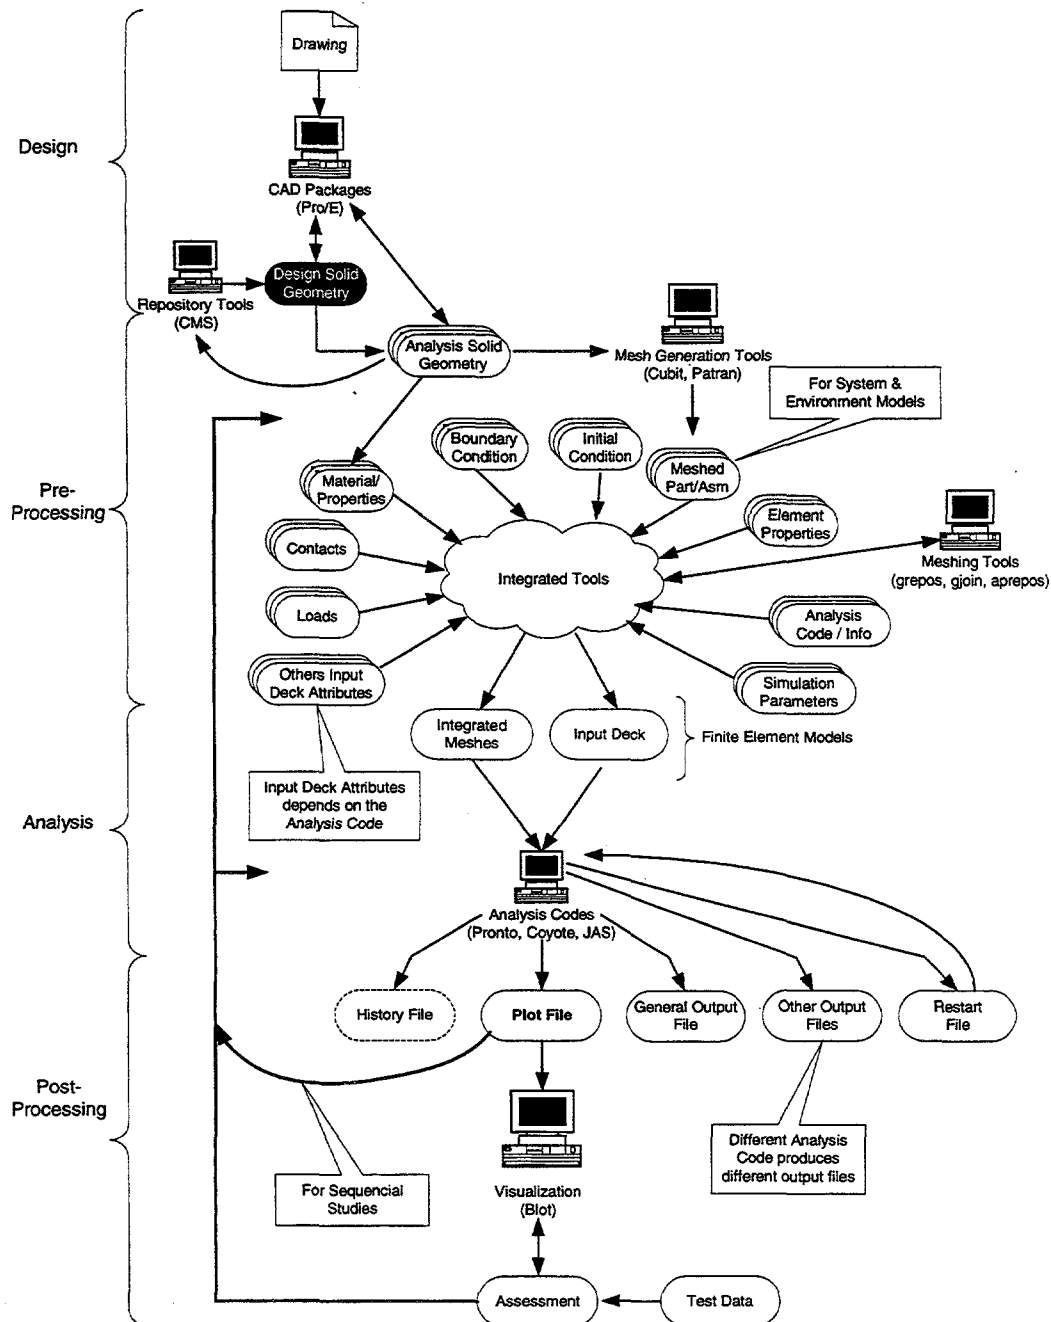 Drawing
Design
CAD Packages
(Pro/E)
Design Solid
Geometry
Repository Tools
(CMS)
Analysis Solid
Geometry
Mesh Generation Tools
(Cubit, Patran)
For System &
Environment Models
Boundary
Condition
Initial
Condition
Material/
Properties
Meshed
Part/Asm
Pre-
Processing
Element
Properties
Contacts
Integrated Tools
Meshing Tools
(grepos, gjoin, aprepos)
Loads
Analysis
Code / Info
Others Input
Deck Attributes
Simulation
Parameters
Integrated
Meshes
Input Deck
Finite Element Models
Input Deck Attributes
depends on the
Analysis Code
Analysis
Analysis Codes
(Pronto, Coyote, JAS)
History File
Plot File
General Output
File
Other Output
Files
Restart
File
Post-
Processing
Different Analysis
Code produces
different output files
For Sequencial
Studies
Visualization
(Blot)
Assessment
Test Data